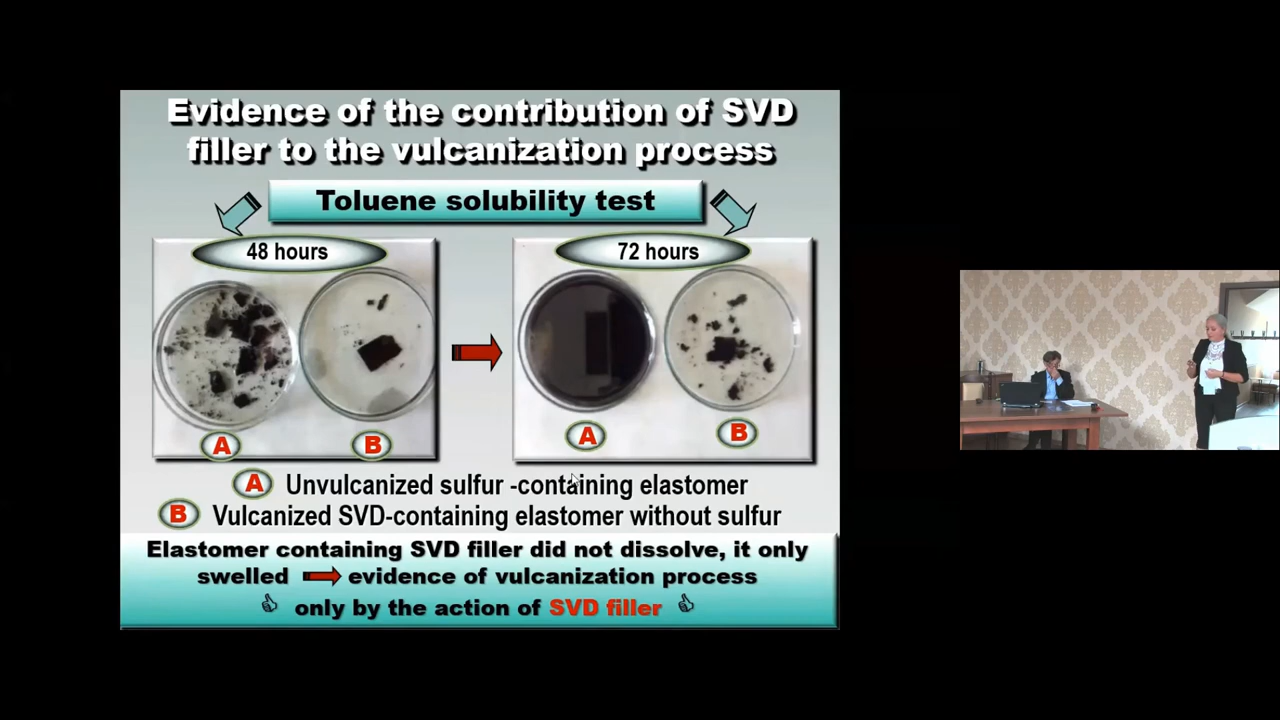 Evidence of the contribution of SVD
filler to the vulcanization process
Toluene solubility test
48 hours
72 hours
A
B
A
B
A Unvulcanized sulfur -containing elastomer
B Vulcanized SVD-containing elastomer without sulfur
Elastomer containing SVD filler did not dissolve, it only
swelled evidence of vulcanization process
only by the action of SVD filler